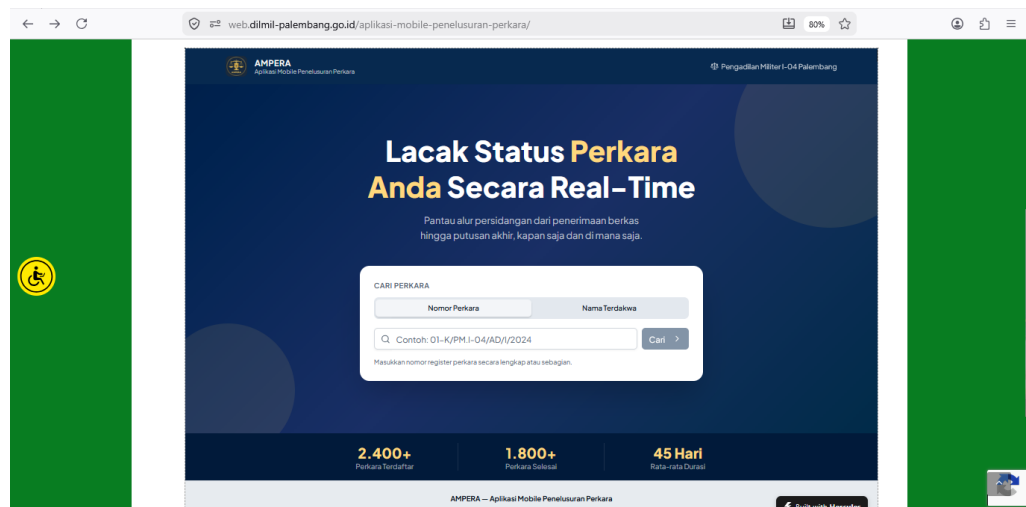 web.dilmil-palembang.go.id/aplikasi-mobile-penelusuran-perkara/
80%
AMPERA
Aplikasi Mobile Penelusuran Perkara
Pengadilan Militer I-04 Palembang
Lacak Status Perkara
Anda Secara Real-Time
Pantau alur persidangan dari penerimaan berkas
hingga putusan akhir, kapan saja dan di mana saja.
CARI PERKARA
Nomor Perkara
Nama Terdakwa
Contoh: 01-K/PM.I-04/AD/I/2024
Cari
Masukkan nomor register perkara secara lengkap atau sebagian.
2.400+
Perkara Terdaftar
1.800+
Perkara Selesai
45 Hari
Rata-rata Durasi
AMPERA — Aplikasi Mobile Penelusuran Perkara
Built with